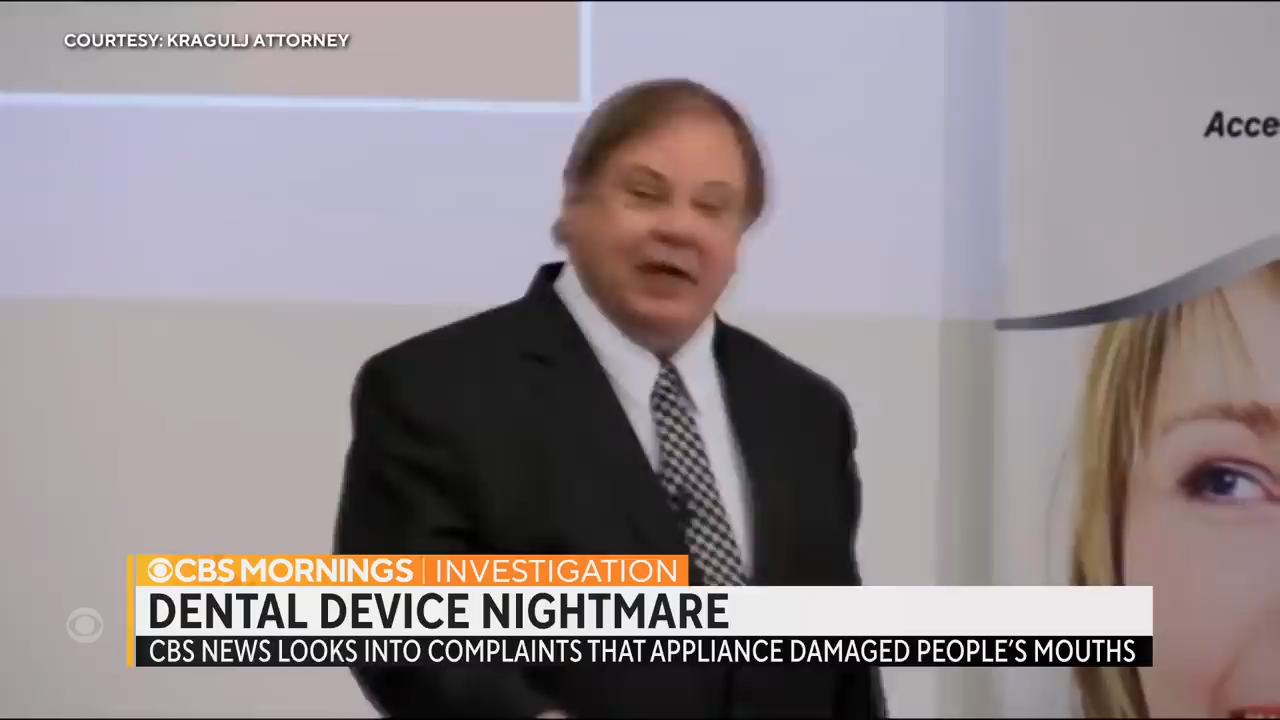 COURTESY: KRAGULJ ATTORNEY
Acce
CBS MORNINGS | INVESTIGATION
DENTAL DEVICE NIGHTMARE
CBS NEWS LOOKS INTO COMPLAINTS THAT APPLIANCE DAMAGED PEOPLE'S MOUTHS